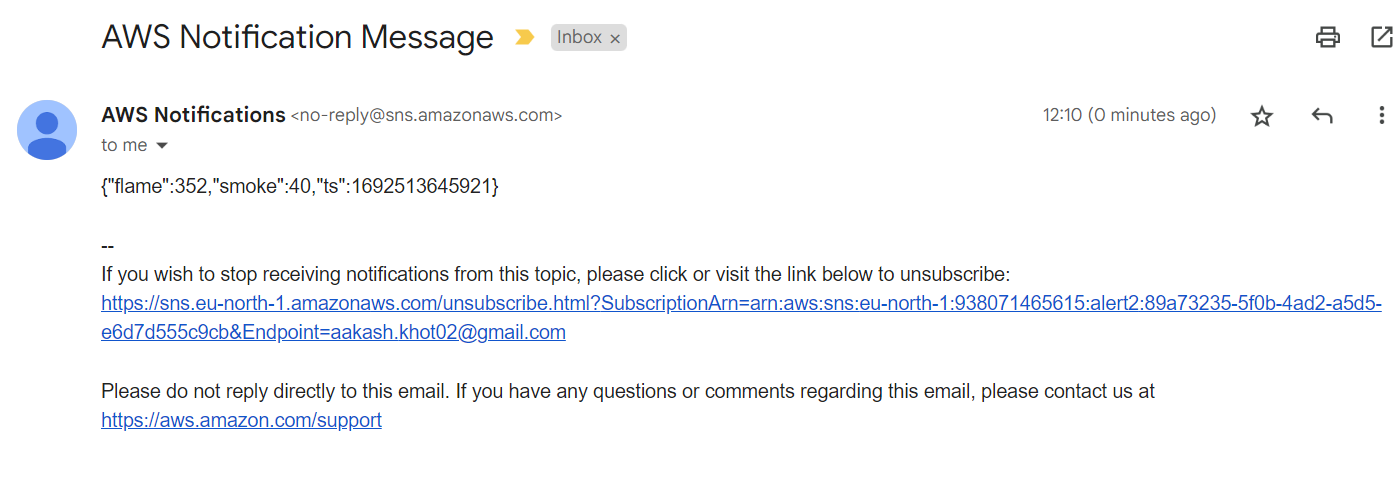 AWS Notification Message Inbox ×
AWS Notifications <no-reply@sns.amazonaws.com> 12:10 (0 minutes ago)
to me
{"flame":352,"smoke":40,"ts":1692513645921}
--
If you wish to stop receiving notifications from this topic, please click or visit the link below to unsubscribe:
https://sns.eu-north-1.amazonaws.com/unsubscribe.html?SubscriptionArn=arn:aws:sns:eu-north-1:938071465615:alert2:89a73235-5f0b-4ad2-a5d5-
e6d7d555c9cb&Endpoint=aakash.khot02@gmail.com
Please do not reply directly to this email. If you have any questions or comments regarding this email, please contact us at
https://aws.amazon.com/support